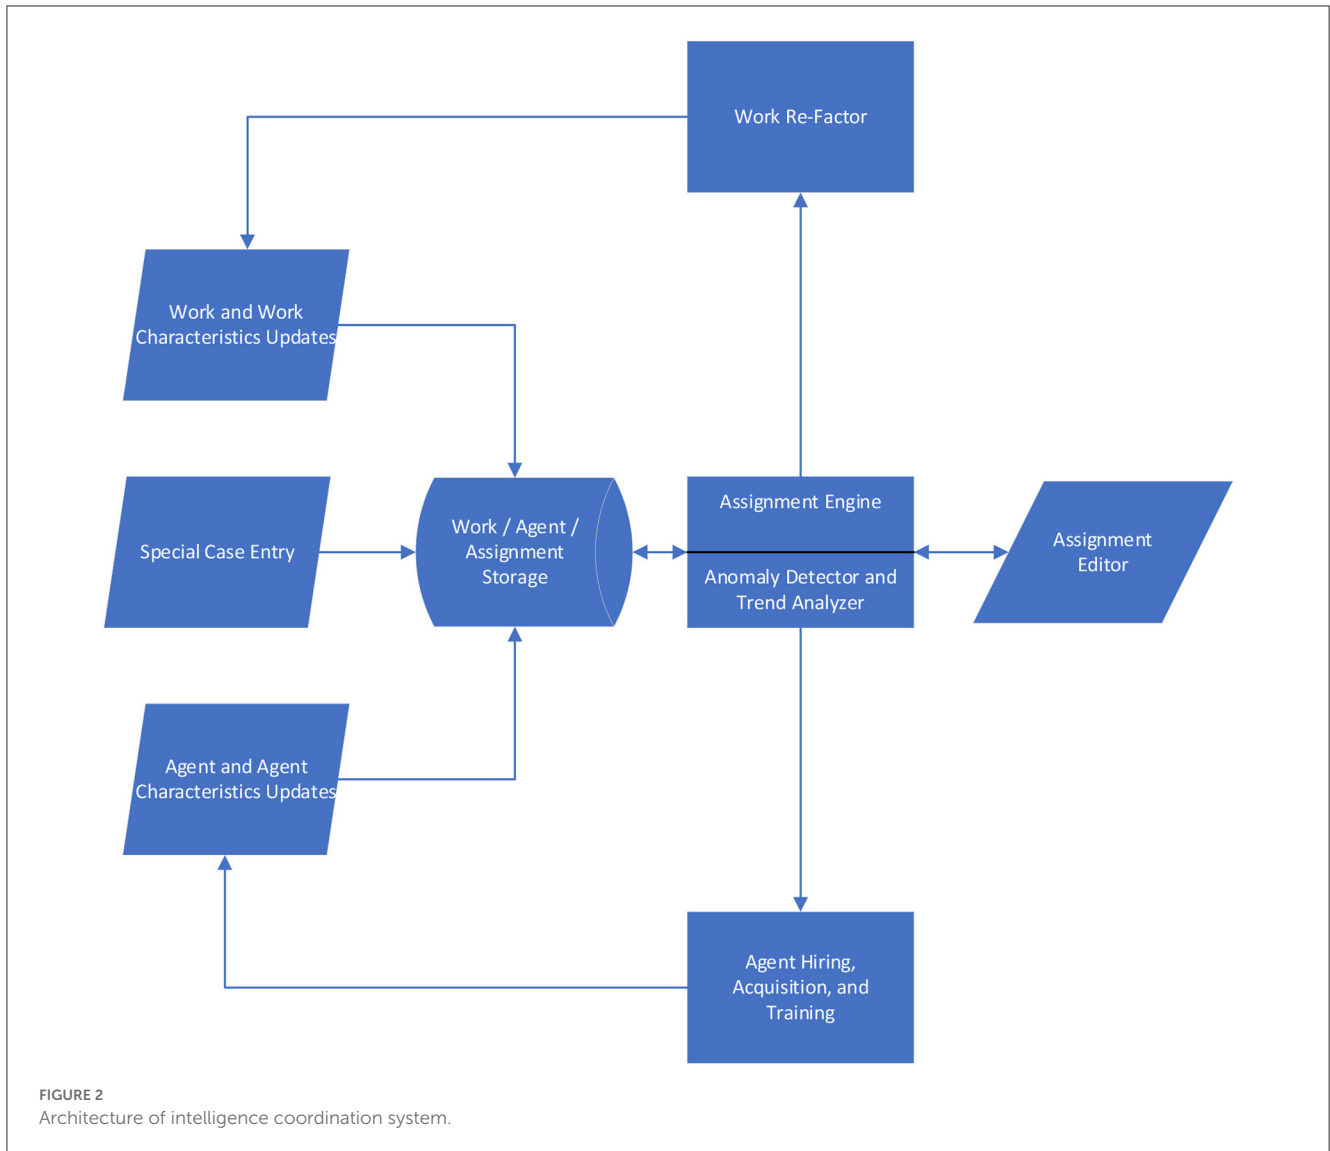 Work Re-Factor
Work and Work
Characteristics Updates
Special Case Entry
Work / Agent /
Assignment
Storage
Assignment Engine
Anomaly Detector and
Trend Analyzer
Assignment
Editor
Agent and Agent
Characteristics Updates
Agent Hiring,
Acquisition, and
Training
FIGURE 2
Architecture of intelligence coordination system.